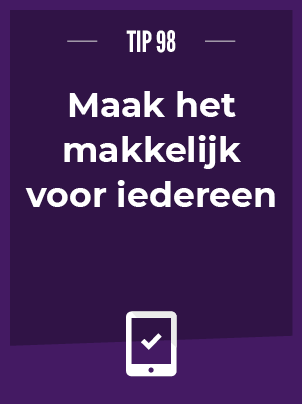 TIP 98
Maak het
makkelijk
voor iedereen